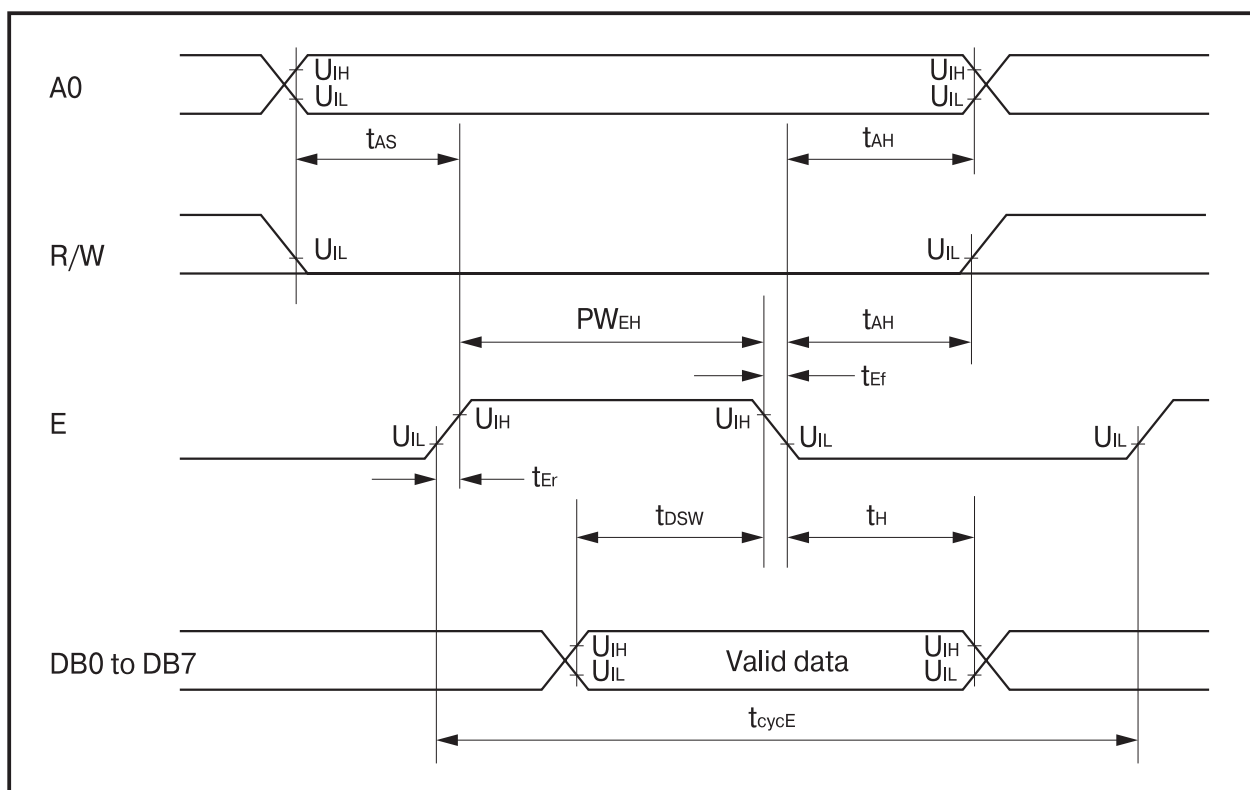 A0
UIH
UIL
UIH
UIL
tAS
tAH
R/W
UIL
UIL
PWEH
tAH
tEf
E
UIL
UIH
UIH
UIL
UIL
tEr
tDSW
tH
DB0 to DB7
UIH
UIL
Valid data
UIH
UIL
tcycE